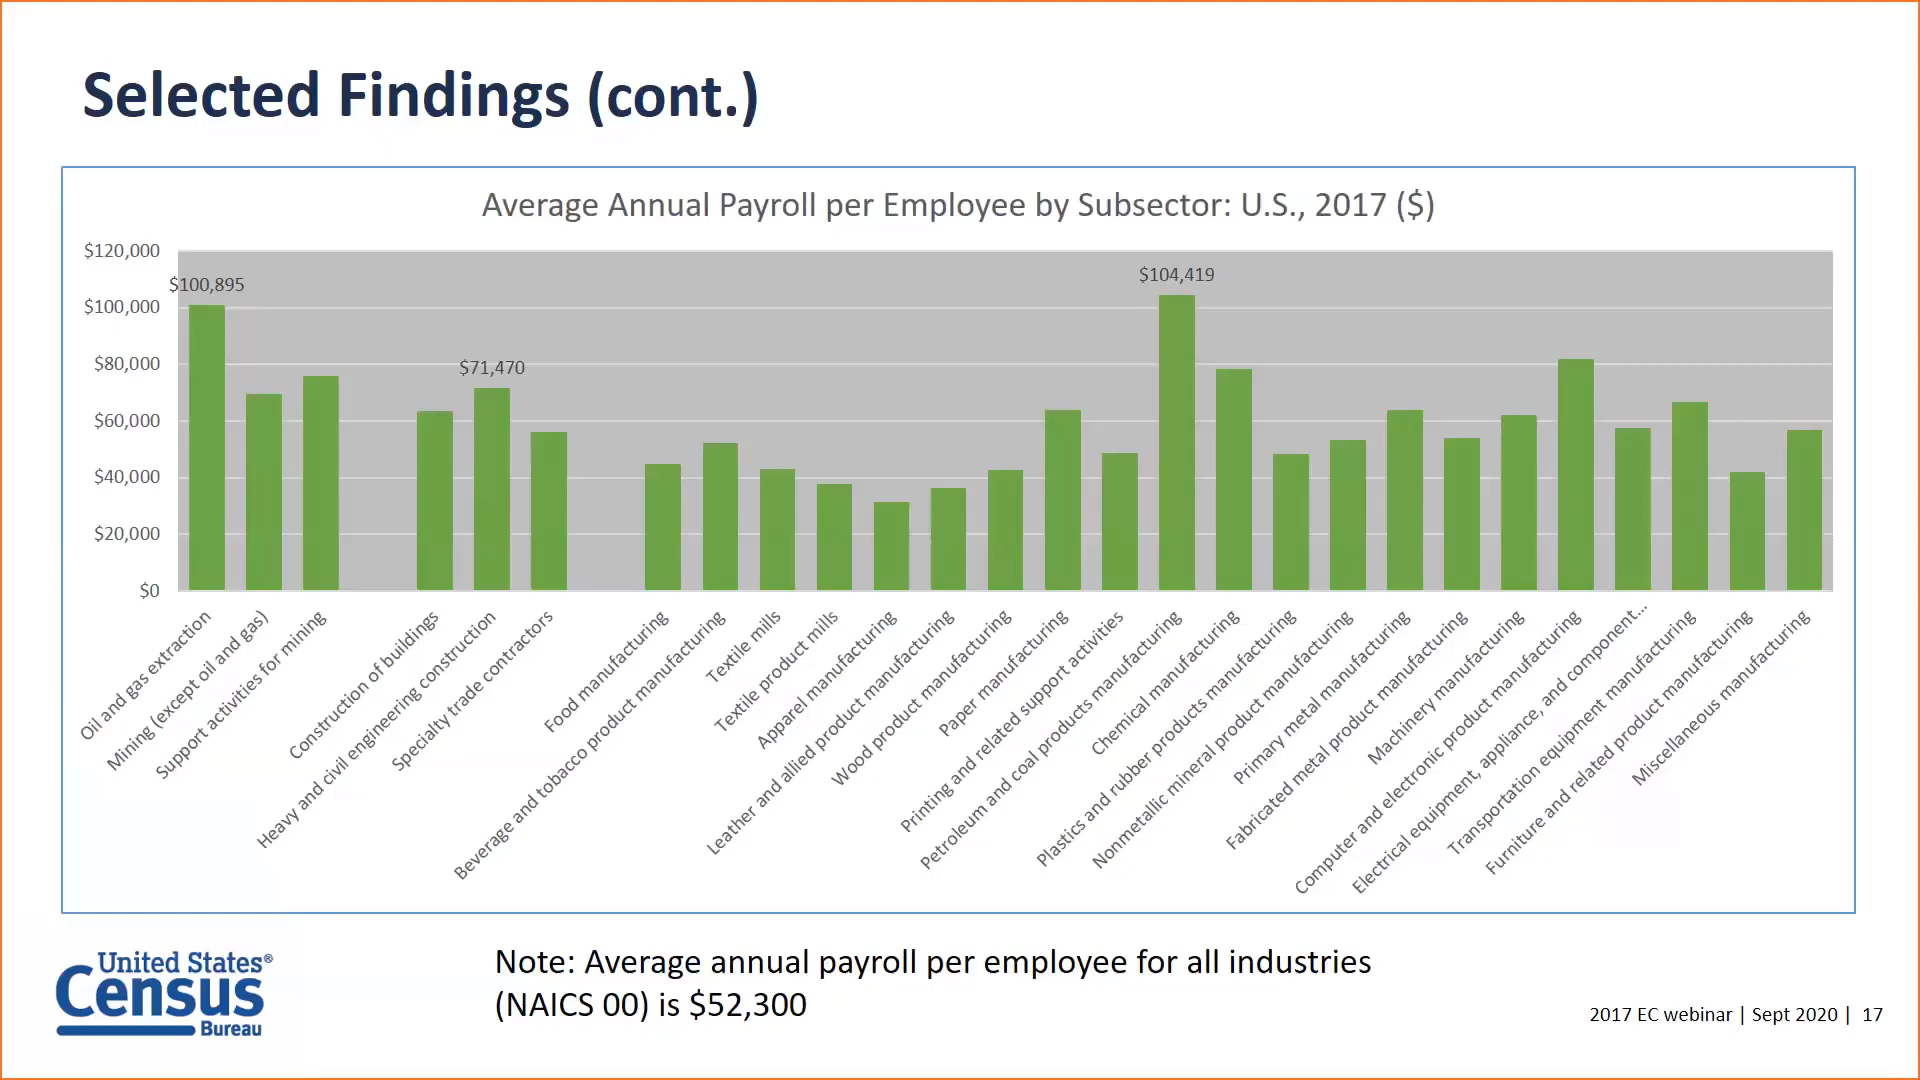 Selected Findings (cont.)
Average Annual Payroll per Employee by Subsector: U.S., 2017 ($)
$120,000
$100,000
$80,000
$60,000
$40,000
$20,000
$0
$100,895
$71,470
$104,419
Oil and gas extraction
Mining (except oil and gas)
Support activities for mining
Construction of buildings
Heavy and civil engineering construction
Specialty trade contractors
Food manufacturing
Beverage and tobacco product manufacturing
Textile mills
Textile product mills
Apparel manufacturing
Leather and allied product manufacturing
Wood product manufacturing
Paper manufacturing
Printing and related support activities
Petroleum and coal products manufacturing
Chemical manufacturing
Plastics and rubber products manufacturing
Nonmetallic mineral product manufacturing
Primary metal manufacturing
Fabricated metal product manufacturing
Machinery manufacturing
Computer and electronic product manufacturing
Electrical equipment, appliance, and component...
Transportation equipment manufacturing
Furniture and related product manufacturing
Miscellaneous manufacturing
United States®
Census
Bureau
Note: Average annual payroll per employee for all industries
(NAICS 00) is $52,300
2017 EC webinar | Sept 2020 | 17